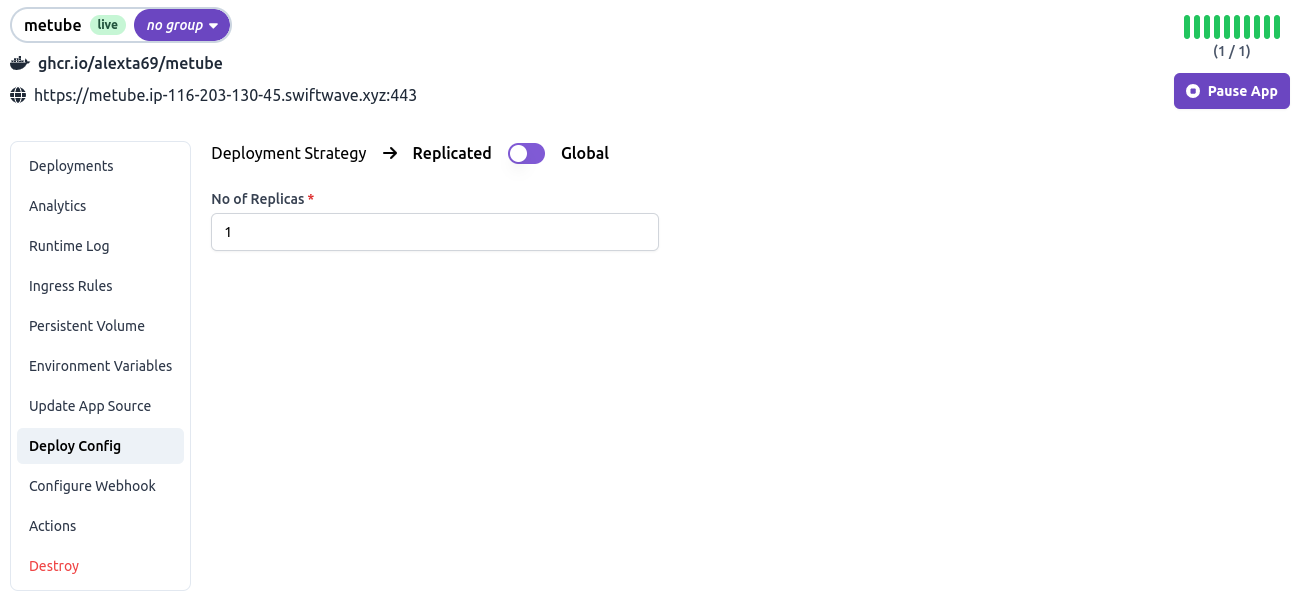 metube live no group
ghcr.io/alexta69/metube
https://metube.ip-116-203-130-45.swiftwave.xyz:443
(1 / 1)
Pause App
Deployments
Analytics
Runtime Log
Ingress Rules
Persistent Volume
Environment Variables
Update App Source
Deploy Config
Configure Webhook
Actions
Destroy
Deployment Strategy → Replicated Global
No of Replicas *
1